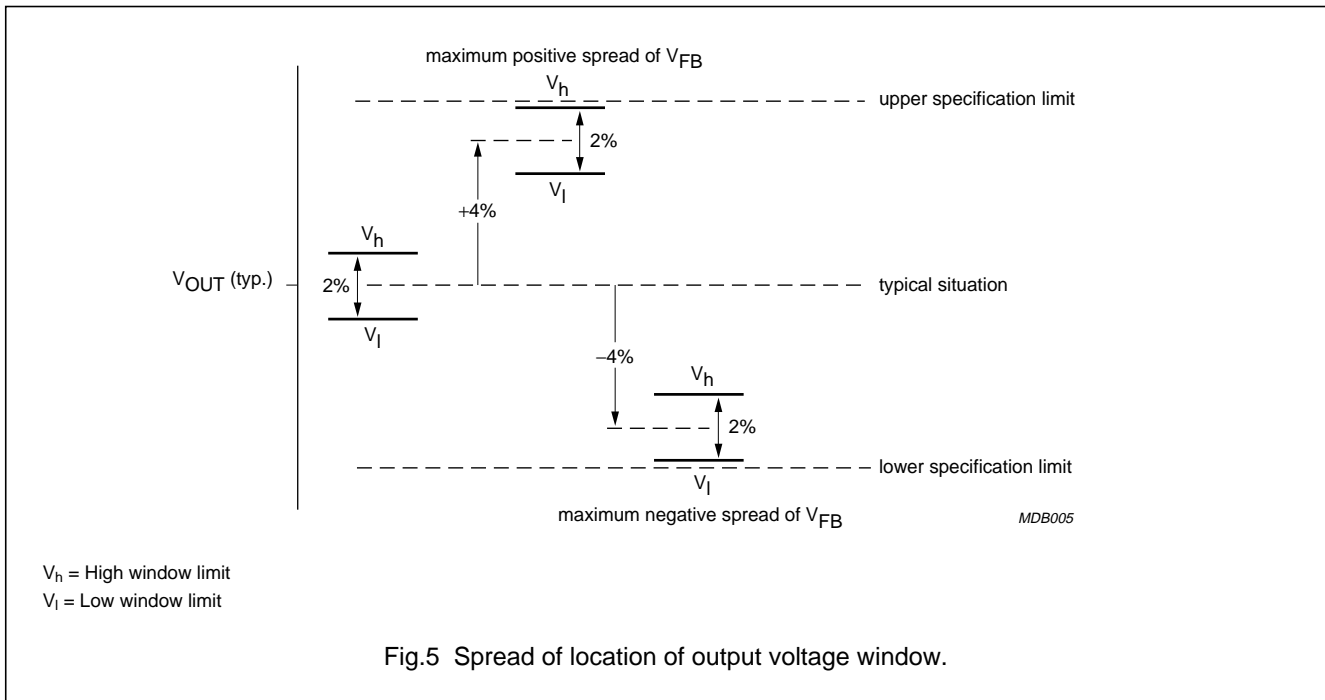 maximum positive spread of VFB
Vh
upper specification limit
2%
Vl
+4%
Vh
VOUT (typ.)
2%
typical situation
Vl
−4%
Vh
2%
lower specification limit
Vl
maximum negative spread of VFB
MDB005
Vh = High window limit
Vl = Low window limit
Fig.5 Spread of location of output voltage window.